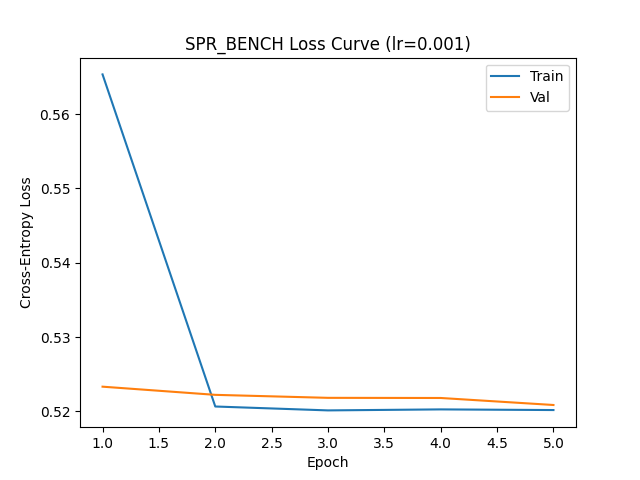 SPR_BENCH Loss Curve (lr=0.001)
Train
Val
Cross-Entropy Loss
0.56
0.55
0.54
0.53
0.52
1.0 1.5 2.0 2.5 3.0 3.5 4.0 4.5 5.0
Epoch